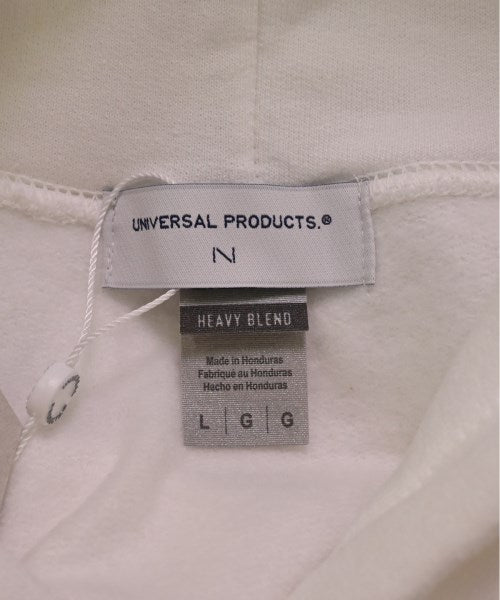 UNIVERSAL PRODUCTS.®
N
HEAVY BLEND
Made in Honduras
Fabriqué au Honduras
Hecho en Honduras
L | G | G